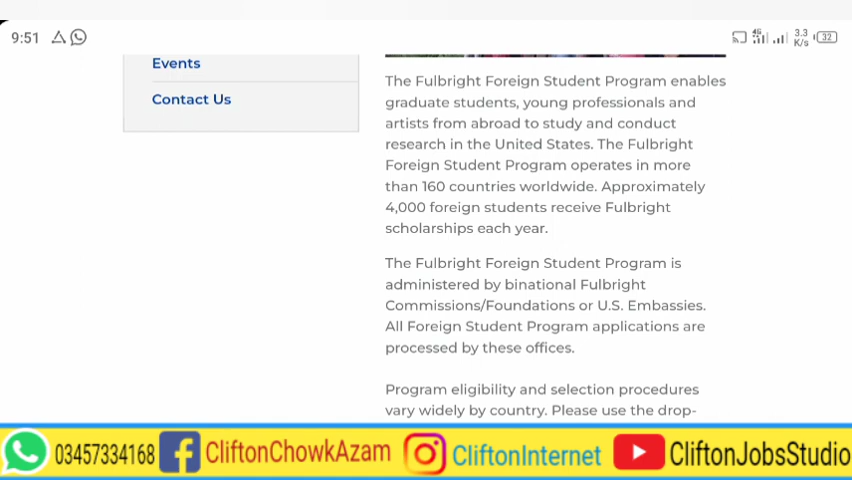 9:51
4G
3.3
K/s
32
Events
Contact Us
The Fulbright Foreign Student Program enables
graduate students, young professionals and
artists from abroad to study and conduct
research in the United States. The Fulbright
Foreign Student Program operates in more
than 160 countries worldwide. Approximately
4,000 foreign students receive Fulbright
scholarships each year.
The Fulbright Foreign Student Program is
administered by binational Fulbright
Commissions/Foundations or U.S. Embassies.
All Foreign Student Program applications are
processed by these offices.
Program eligibility and selection procedures
vary widely by country. Please use the drop-
03457334168 CliftonChowkAzam CliftonInternet CliftonJobsStudio